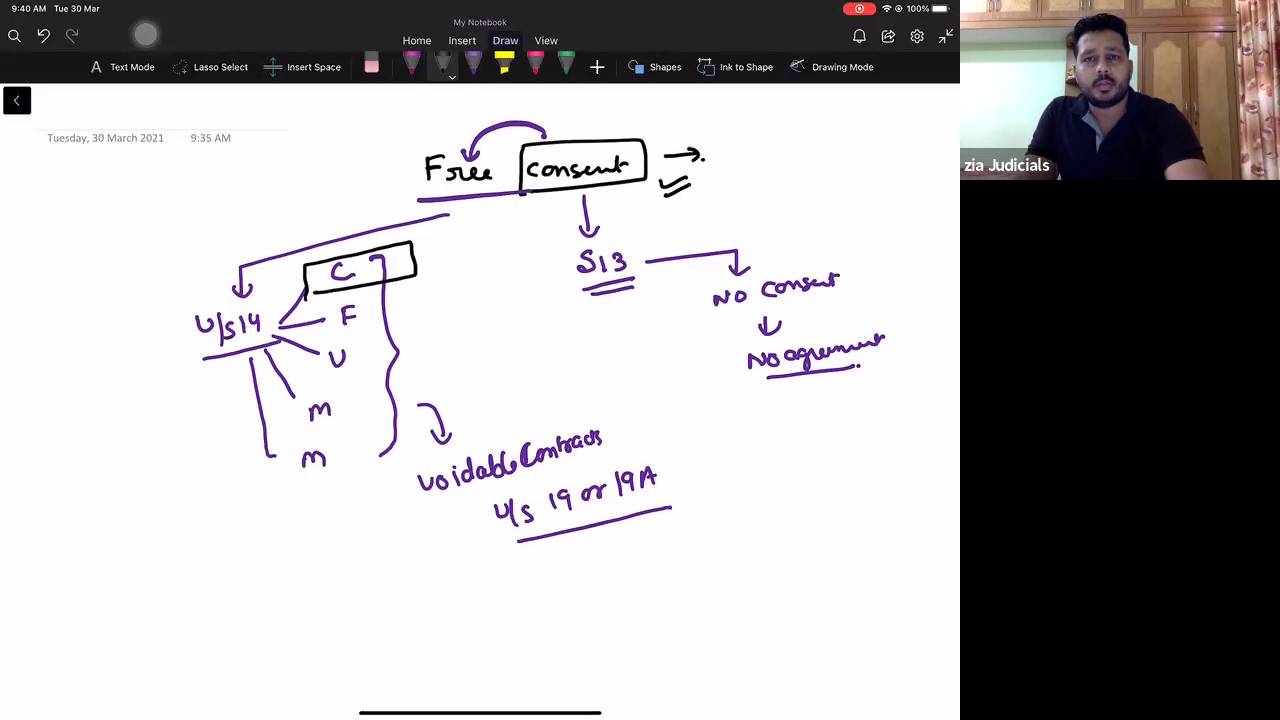 9:40 AM Tue 30 Mar
100%
My Notebook
Home Insert Draw View
A Text Mode Lasso Select Insert Space Shapes Ink to Shape Drawing Mode
Tuesday, 30 March 2021 9:35 AM
zia Judicials
Free consent
S13
No Consent
No agreement
U/S14
C
F
U
m
m
Voidable Contracts
U/S 19 or 19A